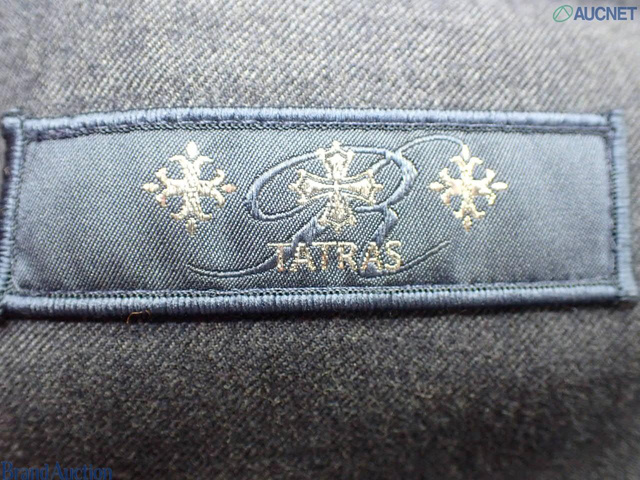 AUCNET
R
TATRAS
Brand Auction